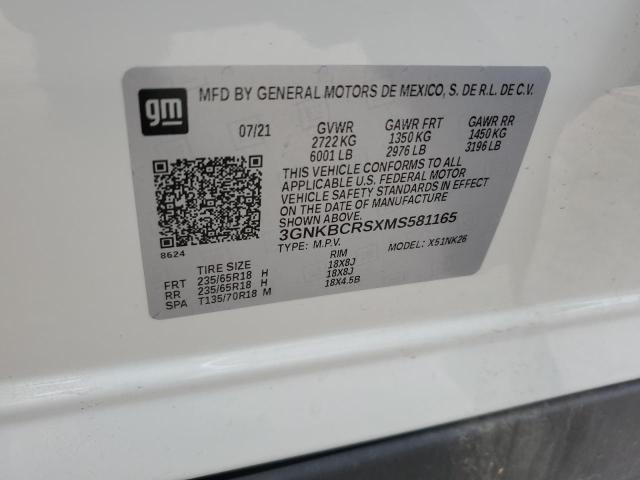 gm
MFD BY GENERAL MOTORS DE MEXICO, S. DE R.L. DE C.V.
07/21 GVWR GAWR FRT GAWR RR
2722 KG 1350 KG 1450 KG
6001 LB 2976 LB 3196 LB
THIS VEHICLE CONFORMS TO ALL
APPLICABLE U.S. FEDERAL MOTOR
VEHICLE SAFETY STANDARDS IN EFFECT
ON THE DATE OF MANUFACTURE
SHOWN ABOVE.
3GNKBCRSXMS581165
8624
TYPE: M.P.V. MODEL: X51NK26
TIRE SIZE RIM
FRT 235/65R18 H 18X8J
RR 235/65R18 H 18X8J
SPA T135/70R18 M 18X4.5B